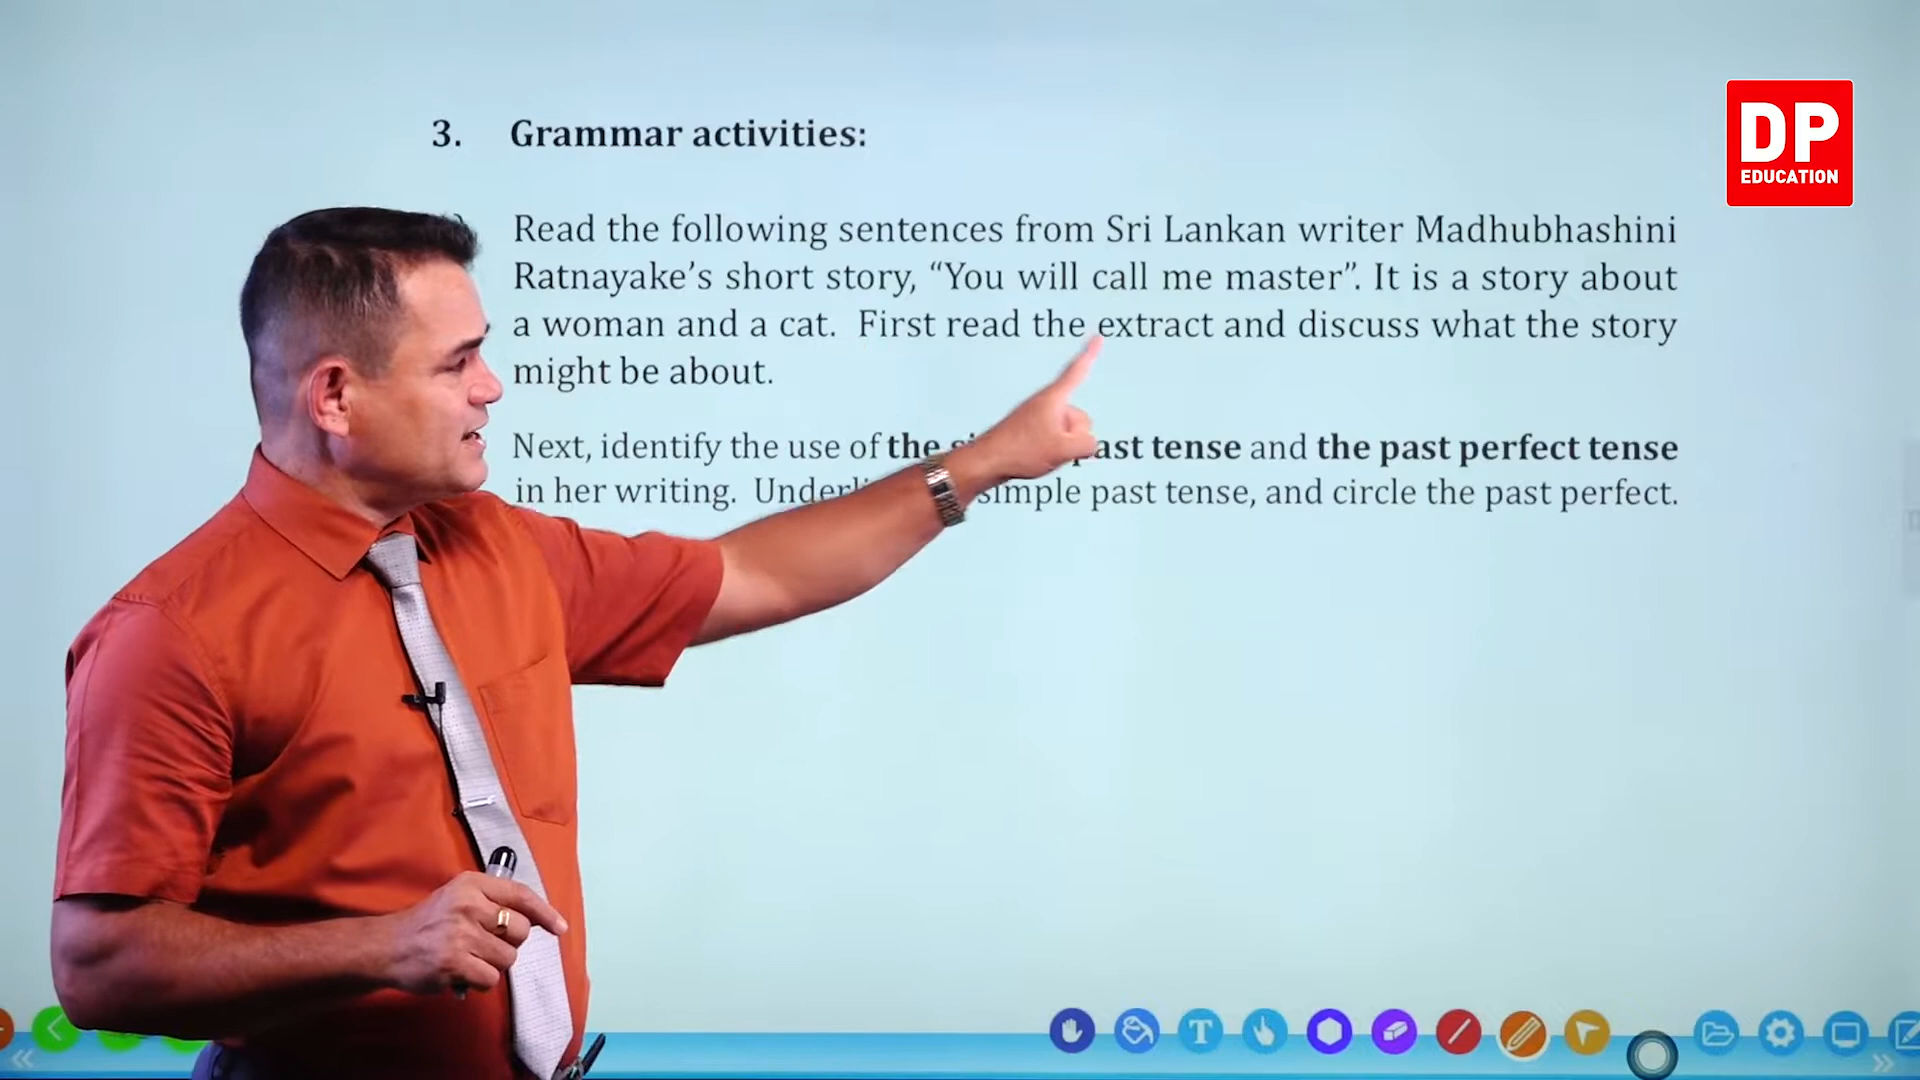 3. Grammar activities:
DP
EDUCATION
Read the following sentences from Sri Lankan writer Madhubhashini
Ratnayake’s short story, “You will call me master”. It is a story about
a woman and a cat. First read the extract and discuss what the story
might be about.
Next, identify the use of the past tense and the past perfect tense
in her writing. simple past tense, and circle the past perfect.
T